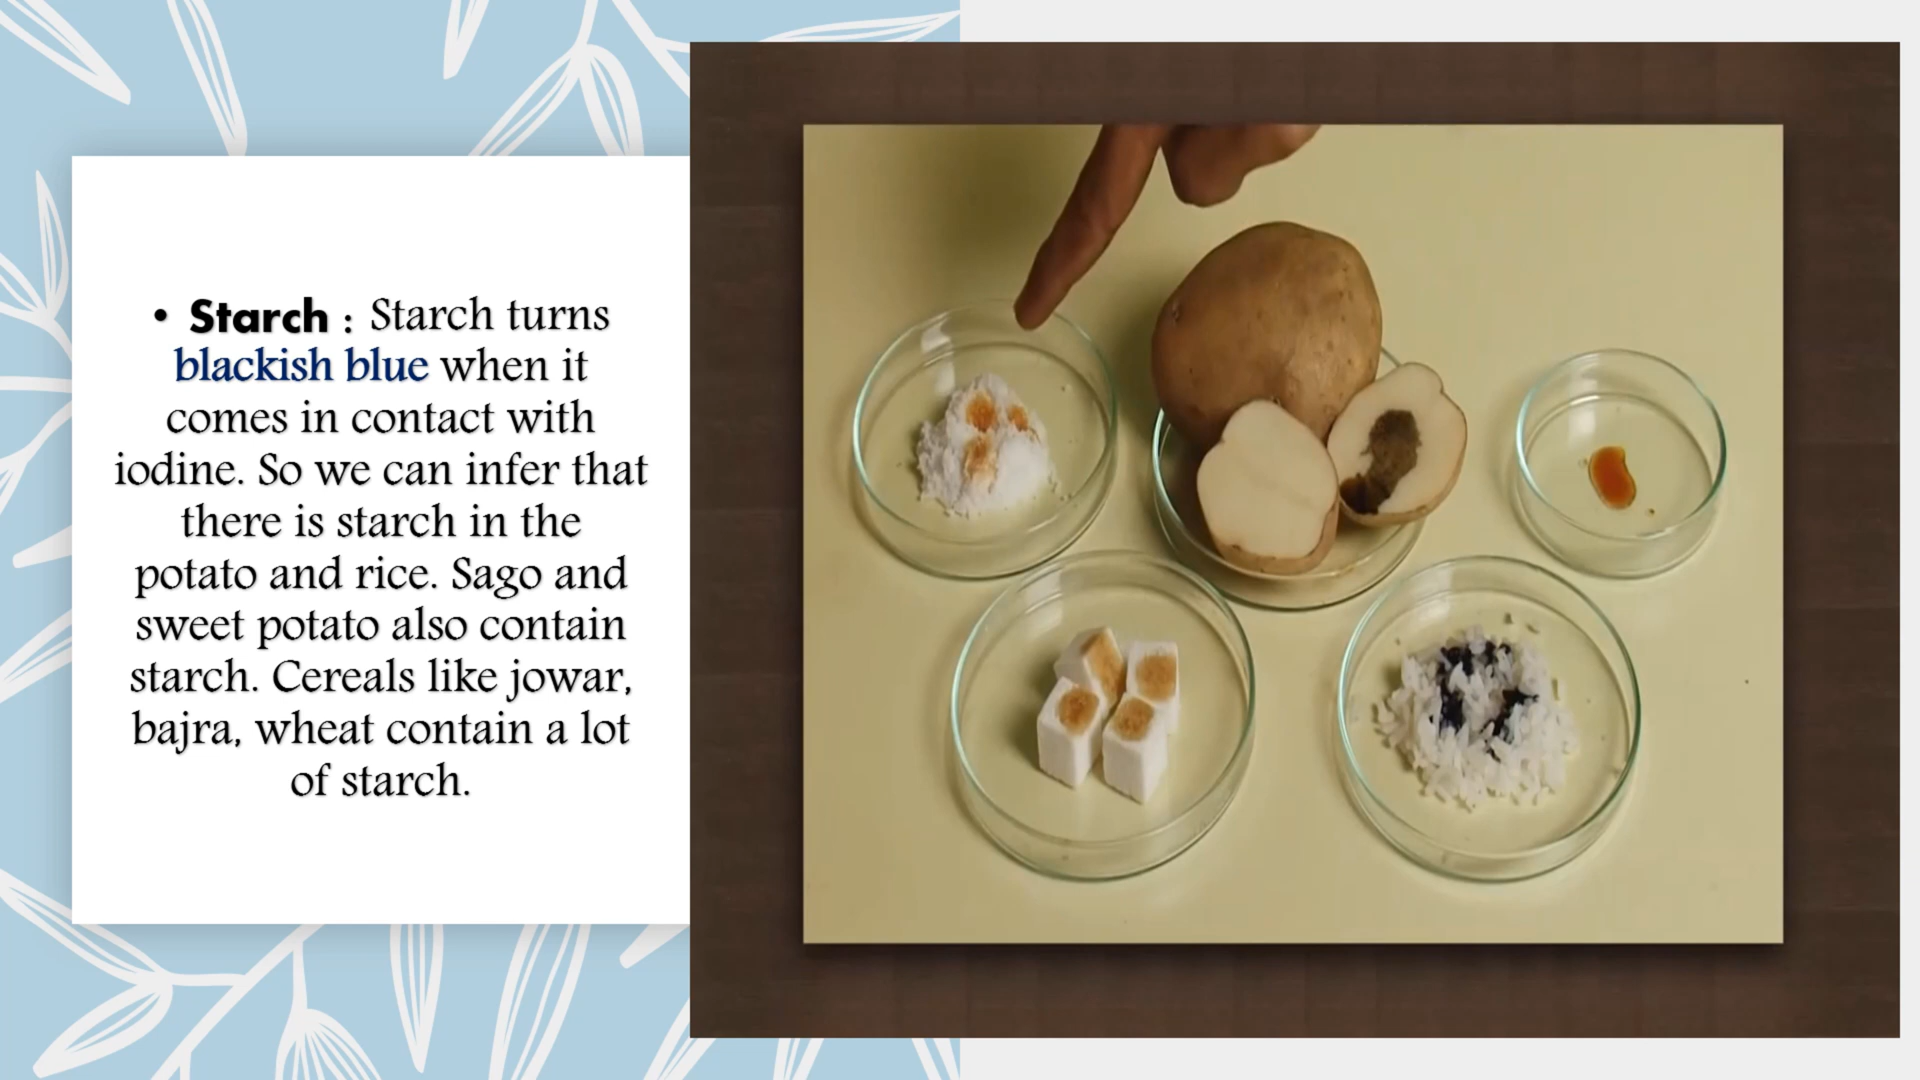 • Starch : Starch turns
blackish blue when it
comes in contact with
iodine. So we can infer that
there is starch in the
potato and rice. Sago and
sweet potato also contain
starch. Cereals like jowar,
bajra, wheat contain a lot
of starch.